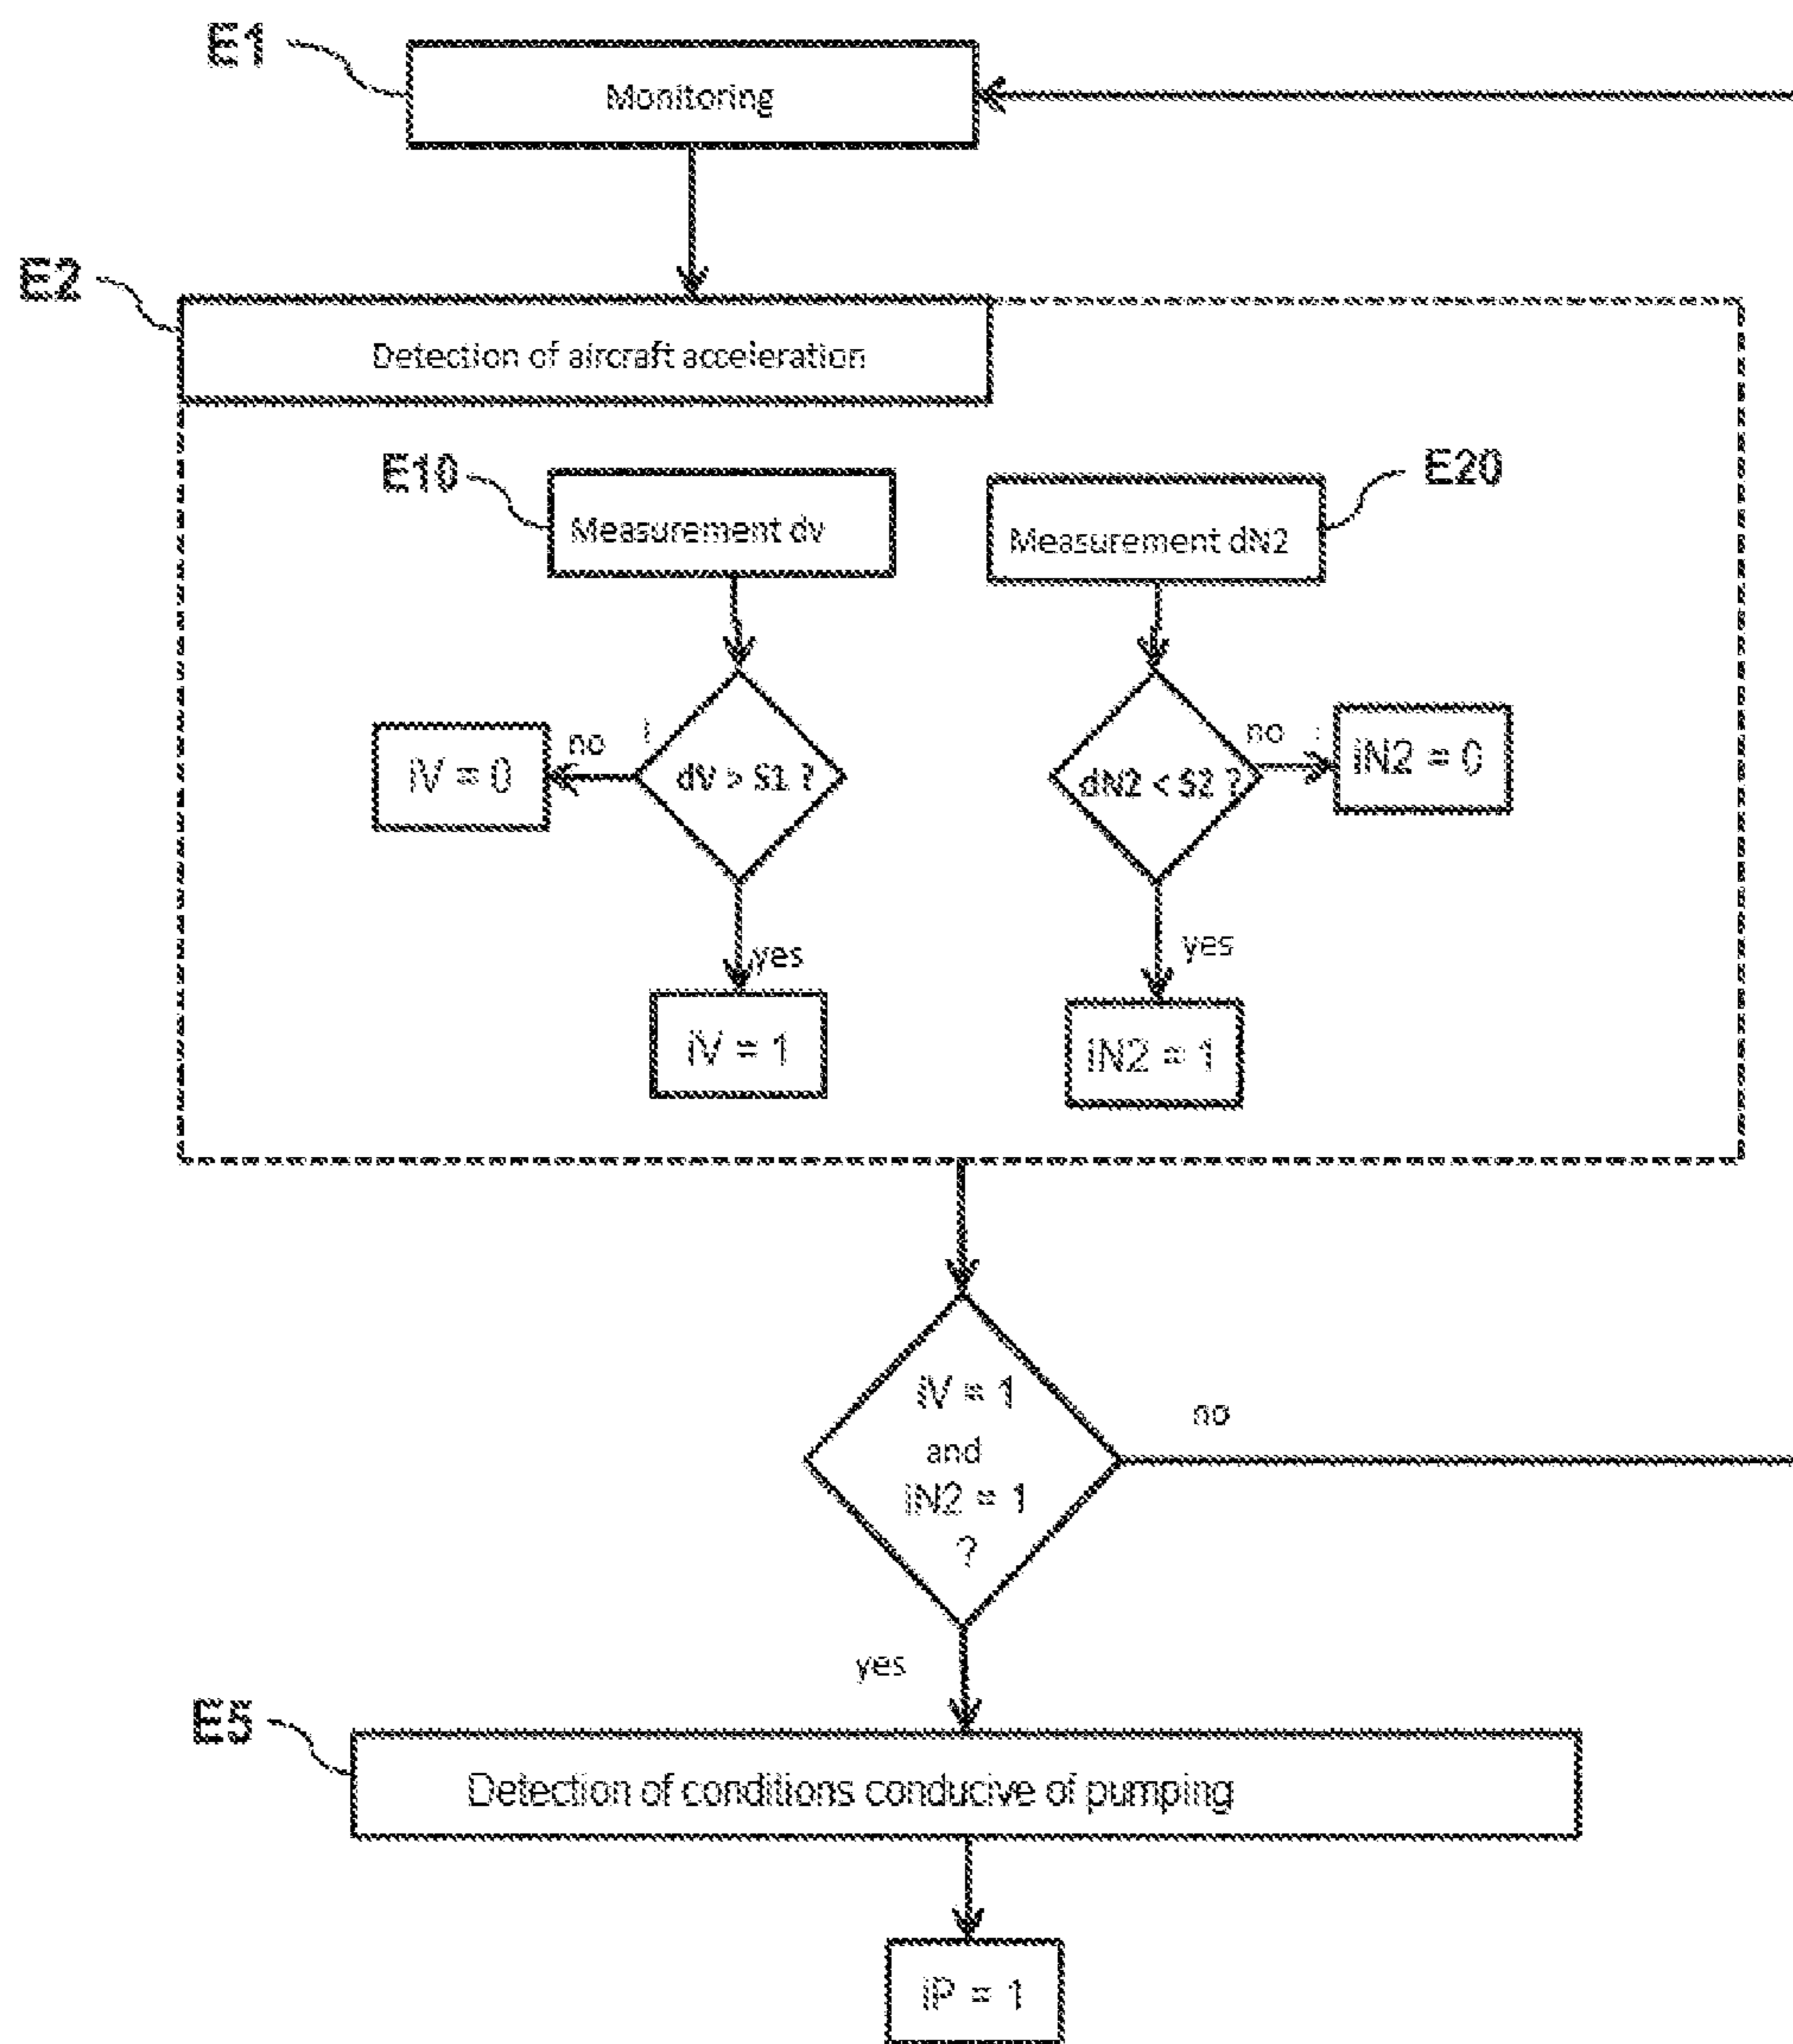 E1
Monitoring
E2
Detection of aircraft acceleration
E10
Measurement dv
E20
Measurement dN2
iV = 0
no
dV > S1 ?
dN2 < S2 ?
no
iN2 = 0
yes
iV = 1
yes
iN2 = 1
iV = 1
and
iN2 = 1
?
no
yes
E5
Detection of conditions conducive of pumping
iP = 1